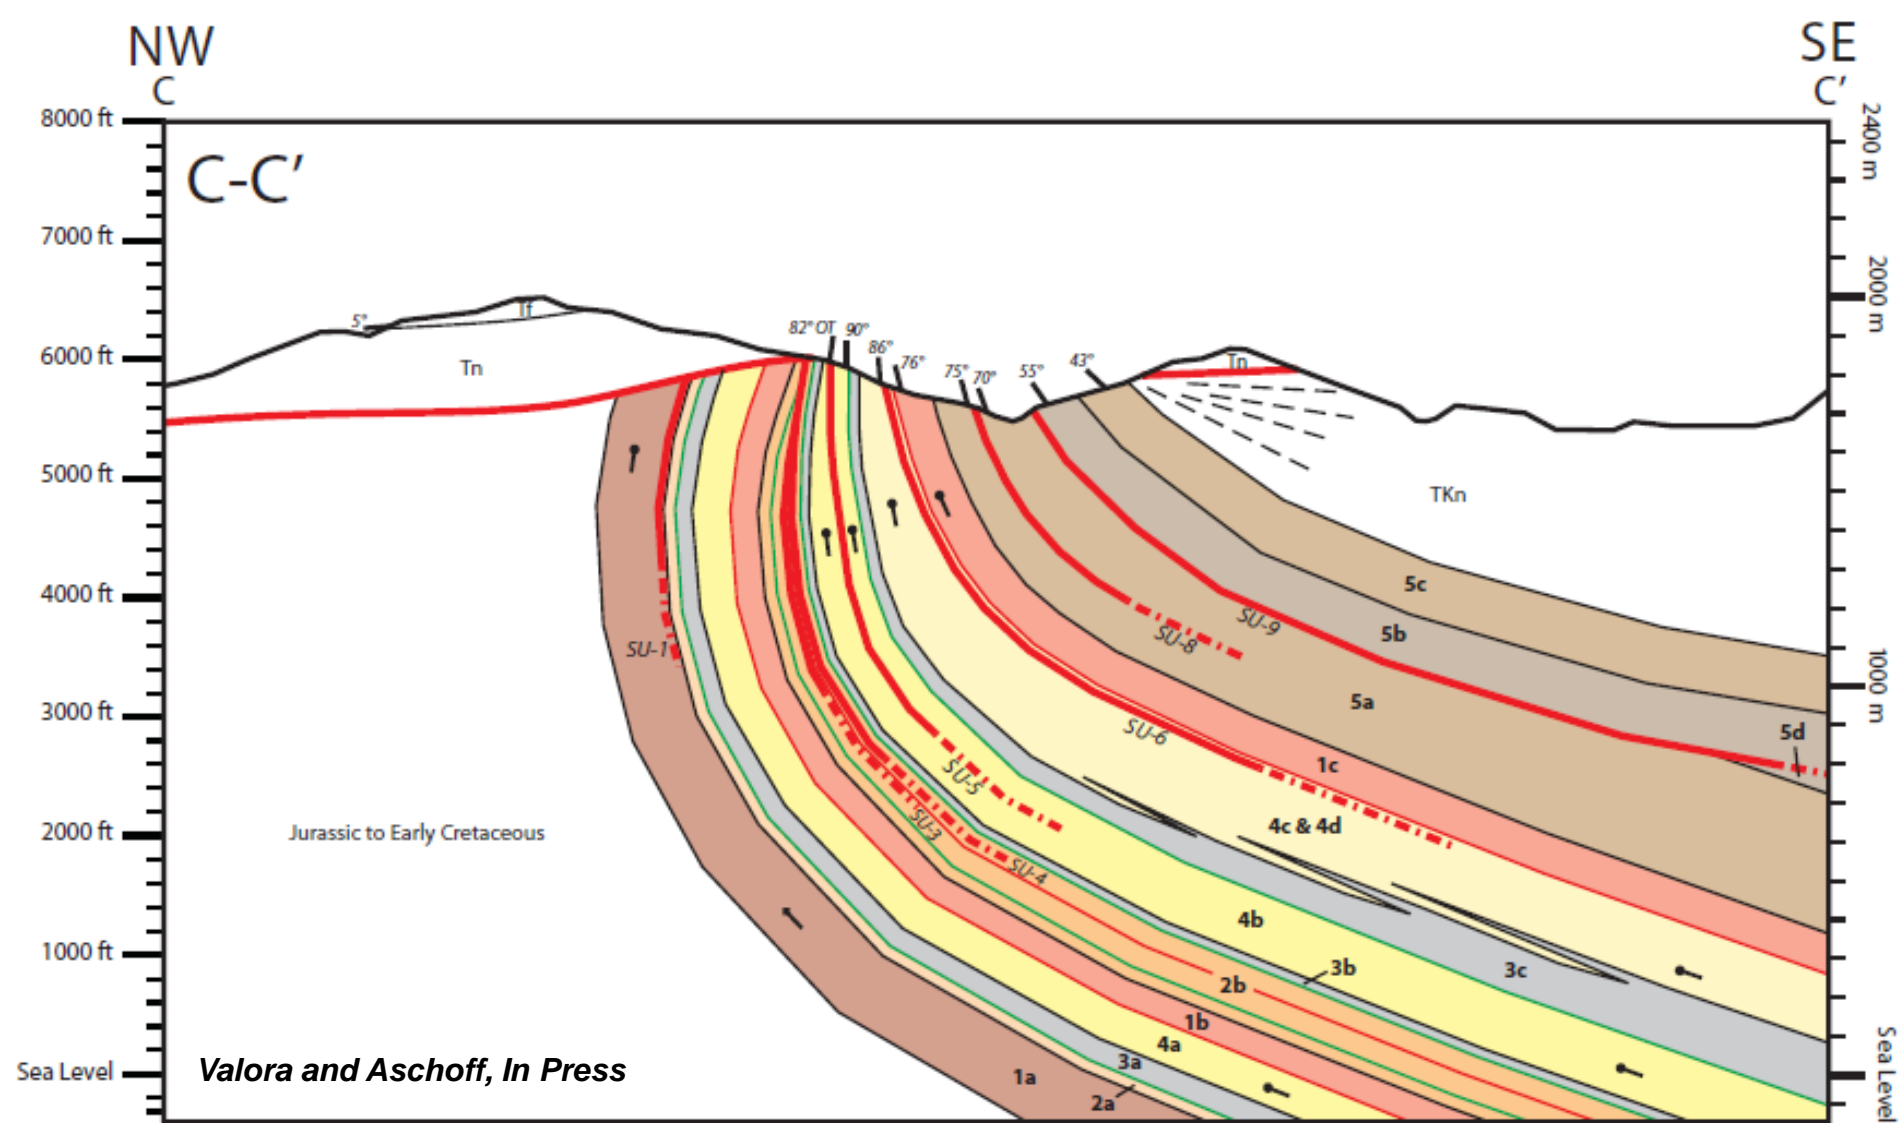 NW
C
SE
C'
8000 ft
7000 ft
6000 ft
5000 ft
4000 ft
3000 ft
2000 ft
1000 ft
Sea Level
2400 m
2000 m
1000 m
Sea Level
C-C'
5°
Tf
Tn
82° OT
90°
86°
76°
75°
70°
55°
43°
Tn
TKn
5c
SU-9
5b
SU-8
SU-1
5a
5d
SU-6
1c
SU-5
4c & 4d
SU-3
Jurassic to Early Cretaceous
SU-4
4b
3b
3c
2b
1b
4a
3a
1a
2a
Valora and Aschoff, In Press